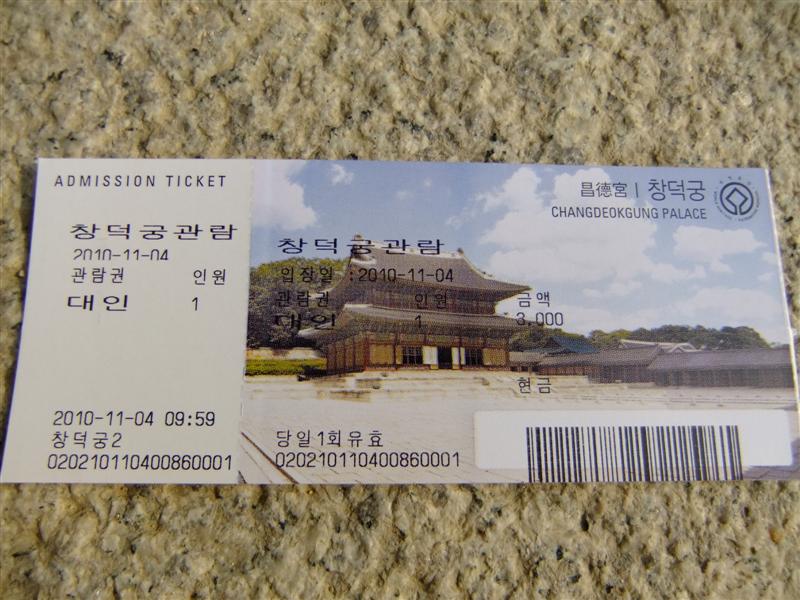 ADMISSION TICKET
창덕궁관람
2010-11-04
관람권 인원
대인 1
2010-11-04 09:59
창덕궁2
020210110400860001
昌德宮 | 창덕궁
CHANGDEOKGUNG PALACE
창덕궁관람
입장일 :2010-11-04
관람권 인원 금액
대인 1 3,000
현금
당일1회유효
020210110400860001